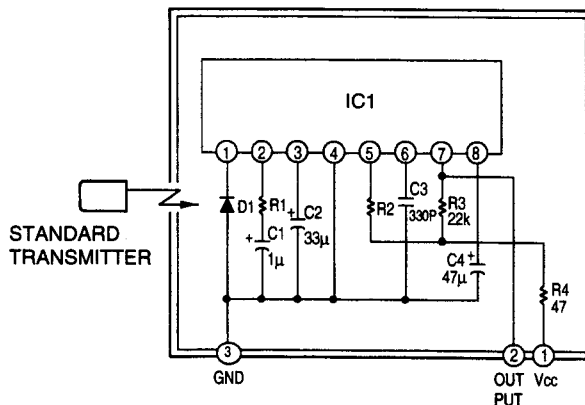 IC1
1 2 3 4 5 6 7 8
D1
R1
C1
1μ
C2
33μ
R2
C3
330P
R3
22k
C4
47μ
R4
47
STANDARD
TRANSMITTER
3
GND
2
OUT
PUT
1
Vcc